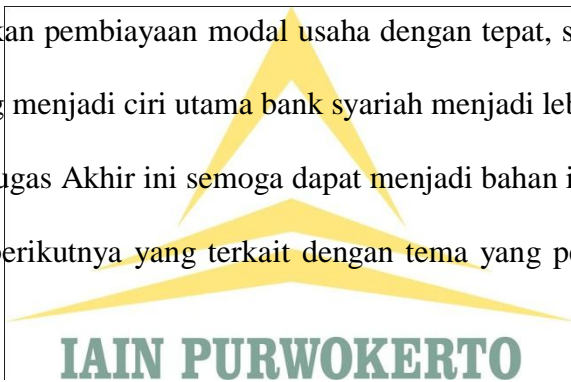 kan pembiayaan modal usaha dengan tepat, s
menjadi ciri utama bank syariah menjadi leb
ugas Akhir ini semoga dapat menjadi bahan i
berikutnya yang terkait dengan tema yang p
IAIN PURWOKERTO